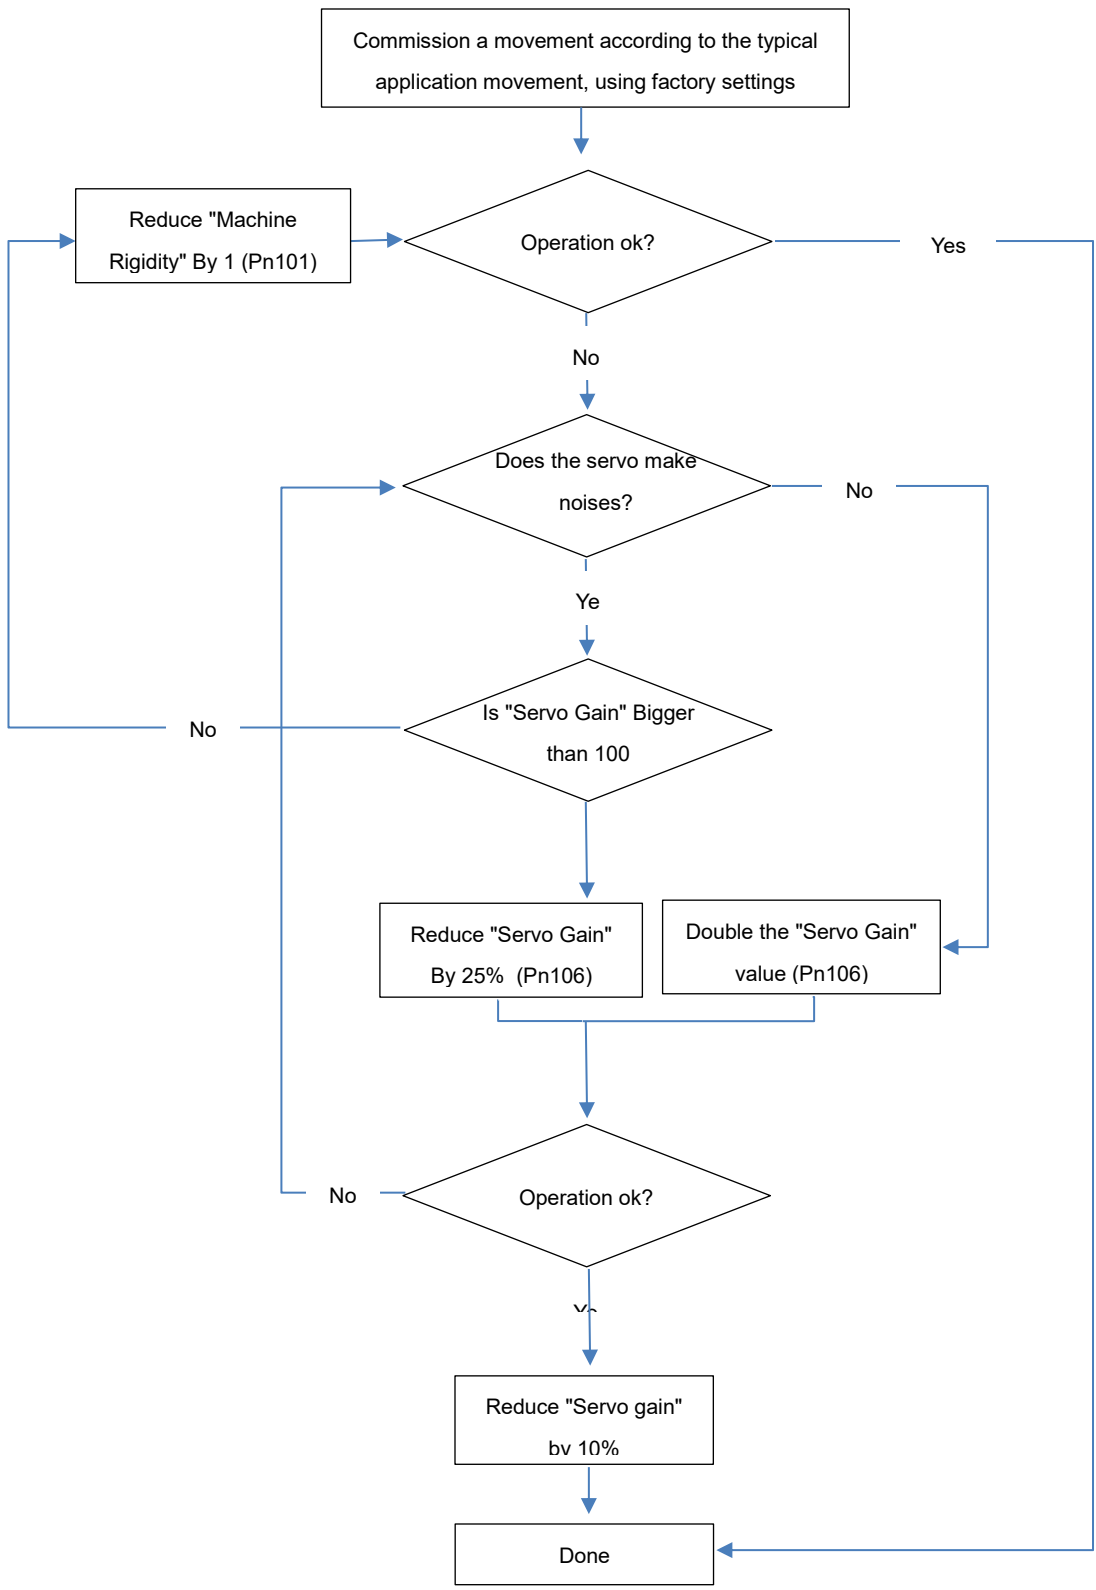 Commission a movement according to the typical
application movement, using factory settings
Reduce "Machine
Rigidity" By 1 (Pn101)
Operation ok?
Yes
No
Does the servo make
noises?
No
Ye
Is "Servo Gain" Bigger
than 100
No
Reduce "Servo Gain"
By 25% (Pn106)
Double the "Servo Gain"
value (Pn106)
Operation ok?
No
Reduce "Servo gain"
by 10%
Done